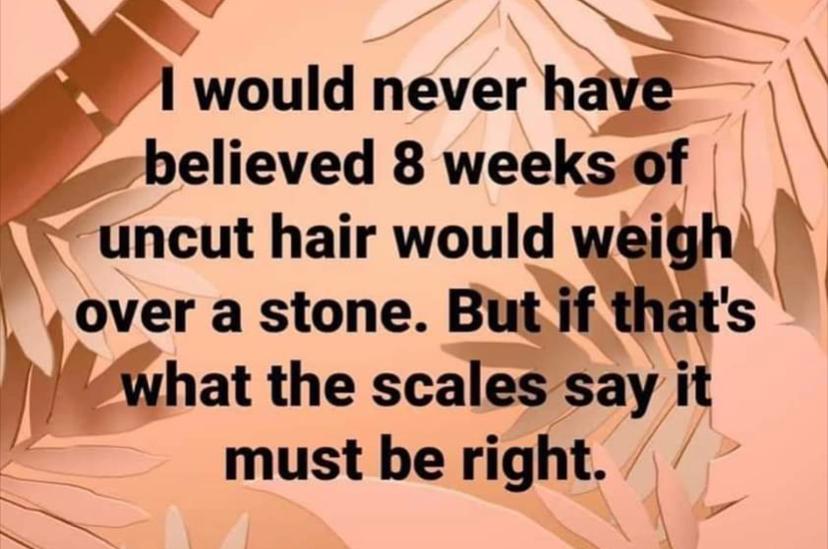 I would never have
believed 8 weeks of
uncut hair would weigh
over a stone. But if that's
what the scales say it
must be right.